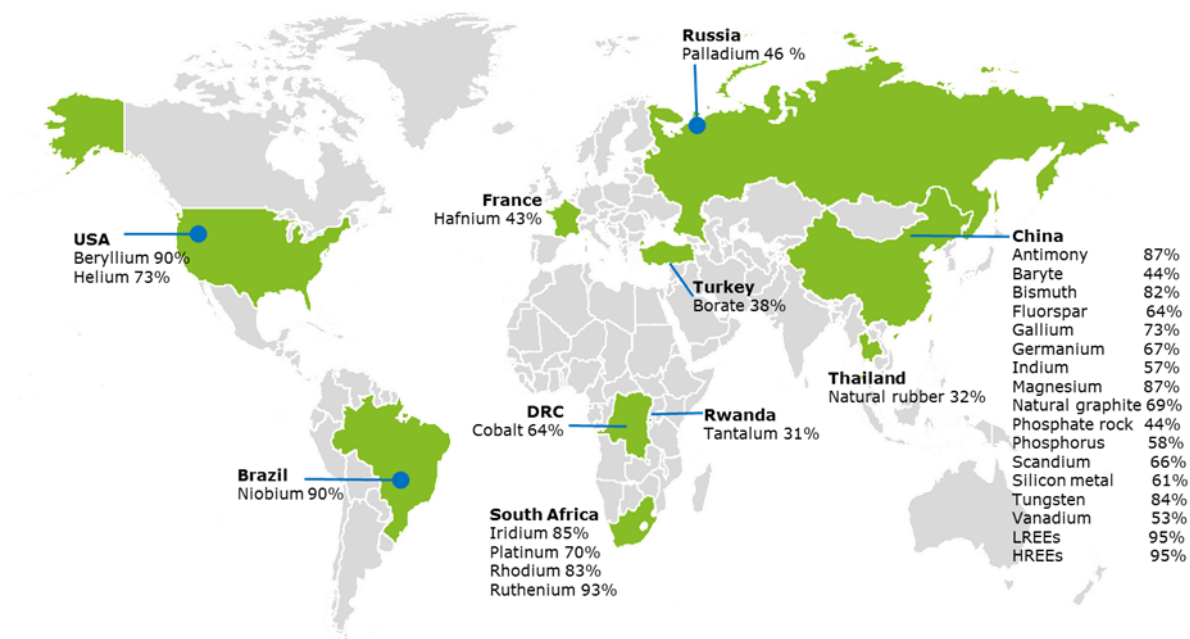 Russia
Palladium 46 %
France
Hafnium 43%
USA
Beryllium 90%
Helium 73%
China
Antimony 87%
Baryte 44%
Bismuth 82%
Fluorspar 64%
Gallium 73%
Germanium 67%
Indium 57%
Magnesium 87%
Natural graphite 69%
Phosphate rock 44%
Phosphorus 58%
Scandium 66%
Silicon metal 61%
Tungsten 84%
Vanadium 53%
LREEs 95%
HREEs 95%
Turkey
Borate 38%
Thailand
Natural rubber 32%
DRC
Cobalt 64%
Rwanda
Tantalum 31%
Brazil
Niobium 90%
South Africa
Iridium 85%
Platinum 70%
Rhodium 83%
Ruthenium 93%